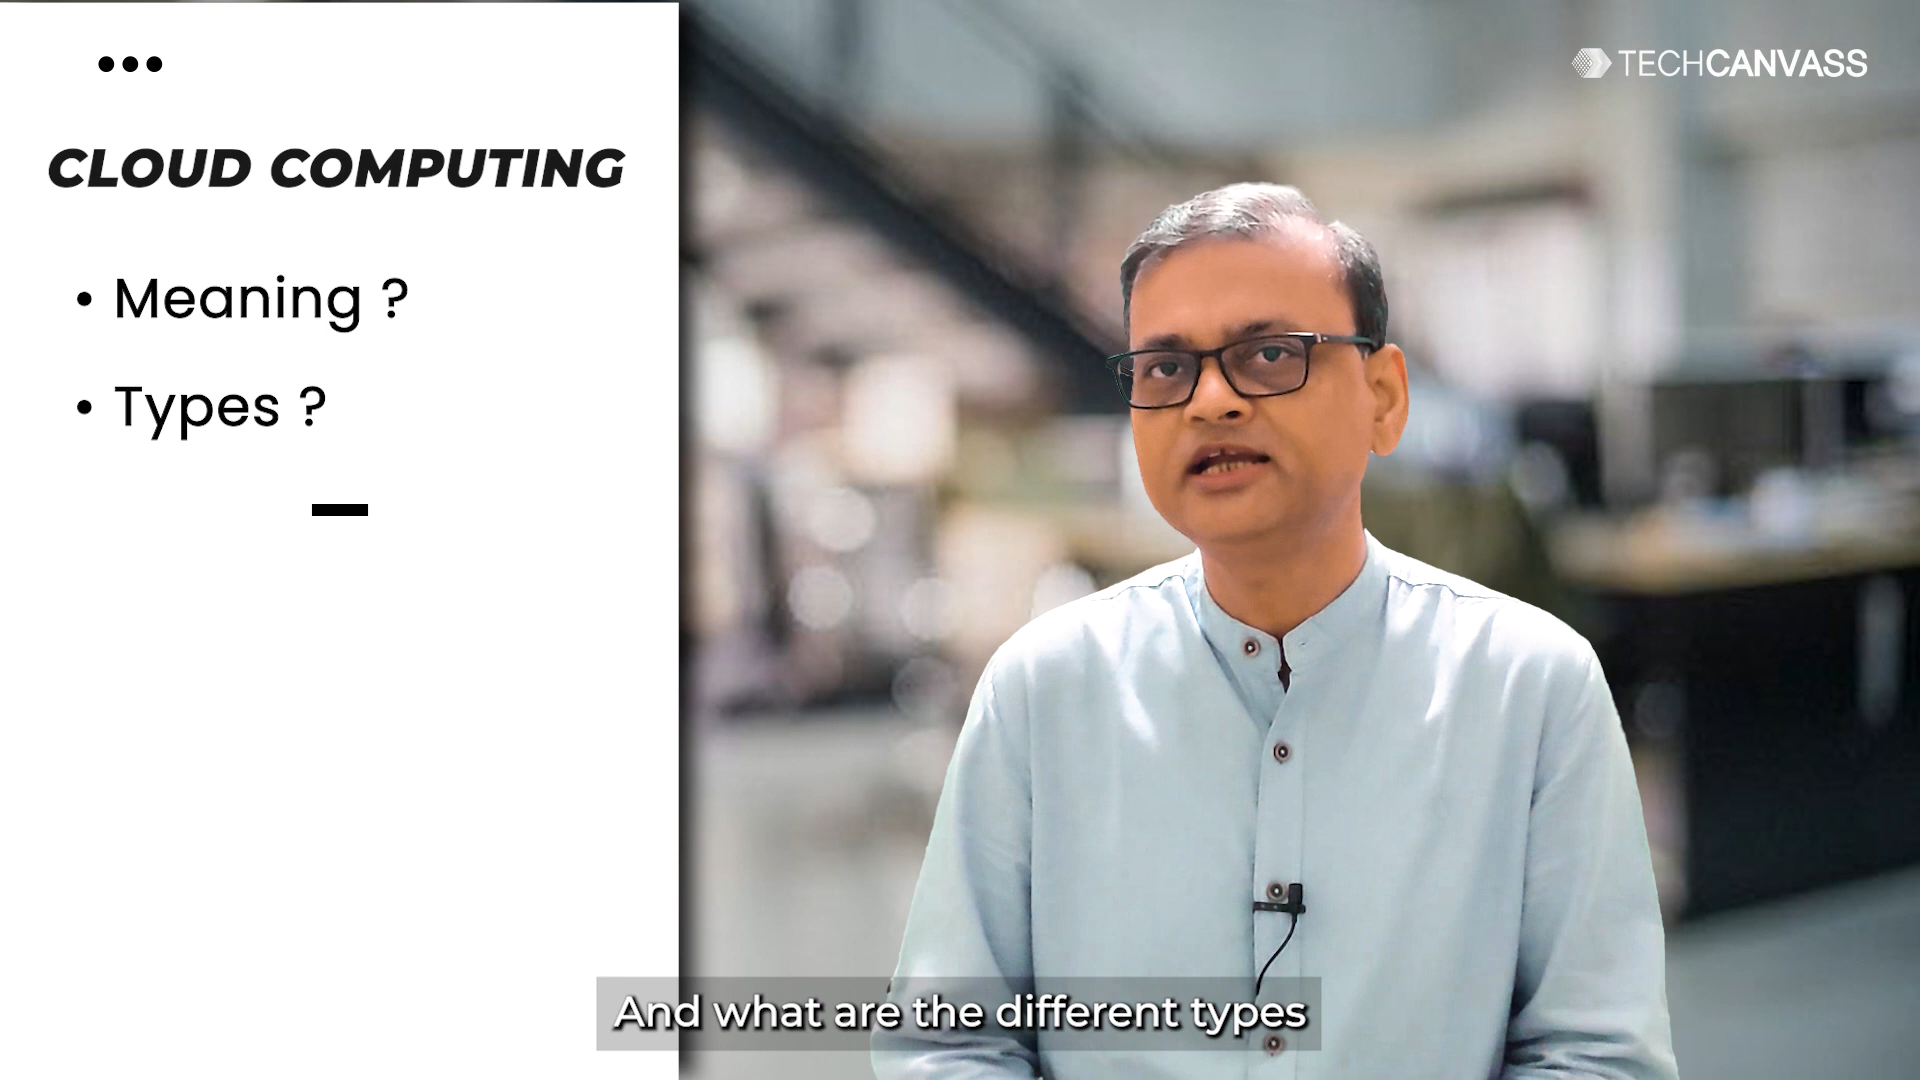 TECHCANVASS
CLOUD COMPUTING
• Meaning ?
• Types ?
And what are the different types